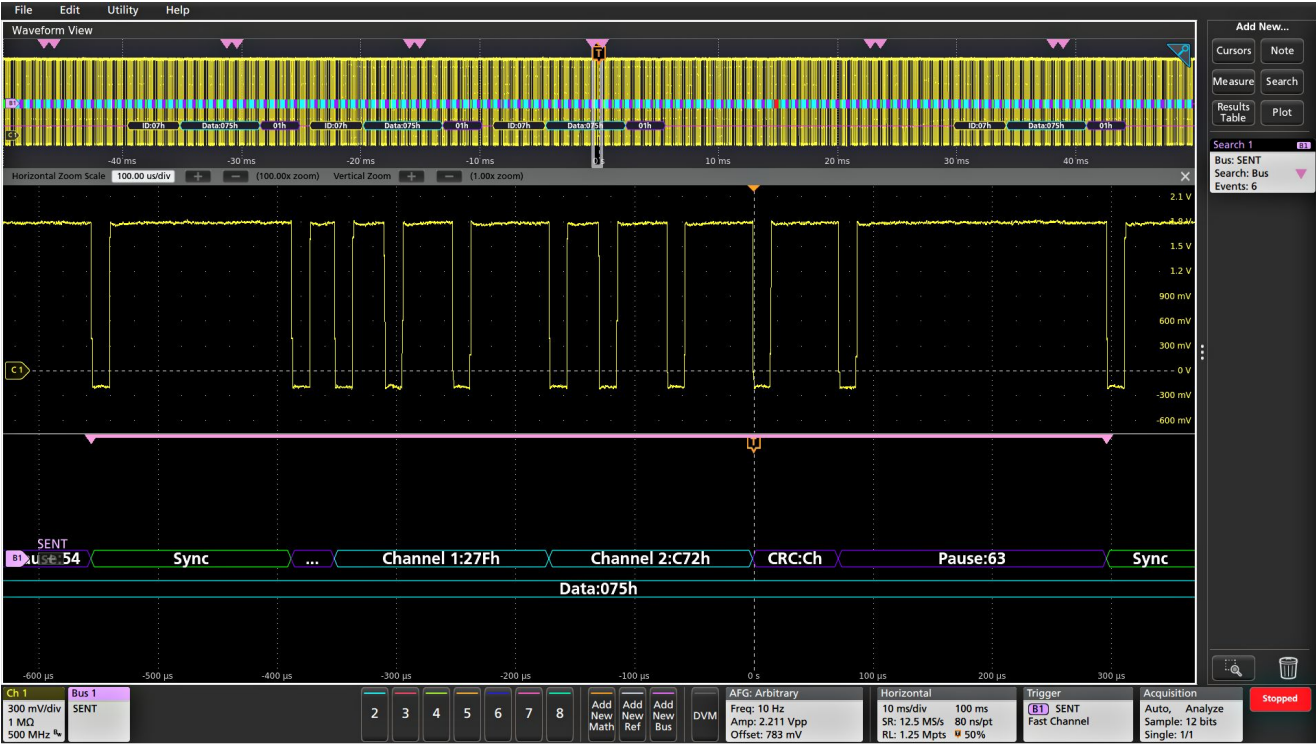 File Edit Utility Help
Waveform View
Add New...
Cursors Note
Measure Search
Results Table Plot
Search 1 B1
Bus: SENT
Search: Bus
Events: 6
T
B1
ID:07h Data:075h 01h ID:07h Data:075h 01h ID:07h Data:075h 01h ID:07h Data:075h 01h
C1
-40 ms -30 ms -20 ms -10 ms 0 s 10 ms 20 ms 30 ms 40 ms
Horizontal Zoom Scale 100.00 us/div + — (100.00x zoom) Vertical Zoom + — (1.00x zoom) ×
2.1 V
1.8 V
1.5 V
1.2 V
900 mV
600 mV
300 mV
C 1 0 V
-300 mV
-600 mV
T
SENT
B1 54 Sync ... Channel 1:27Fh Channel 2:C72h CRC:Ch Pause:63 Sync
Data:075h
-600 µs -500 µs -400 µs -300 µs -200 µs -100 µs 0 s 100 µs 200 µs 300 µs
Ch 1
300 mV/div
1 MΩ
500 MHz Bw
Bus 1
SENT
2 3 4 5 6 7 8
Add New Math
Add New Ref
Add New Bus
DVM
AFG: Arbitrary
Freq: 10 Hz
Amp: 2.211 Vpp
Offset: 783 mV
Horizontal
10 ms/div 100 ms
SR: 12.5 MS/s 80 ns/pt
RL: 1.25 Mpts 50%
Trigger
B1 SENT
Fast Channel
Acquisition
Auto, Analyze
Sample: 12 bits
Single: 1/1
Stopped